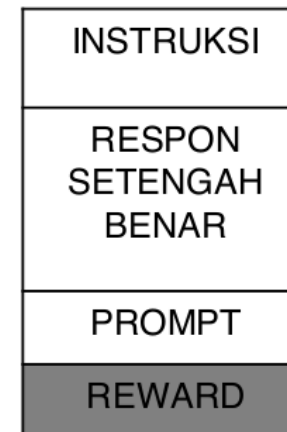 INSTRUKSI
RESPON
SETENGAH
BENAR
PROMPT
REWARD